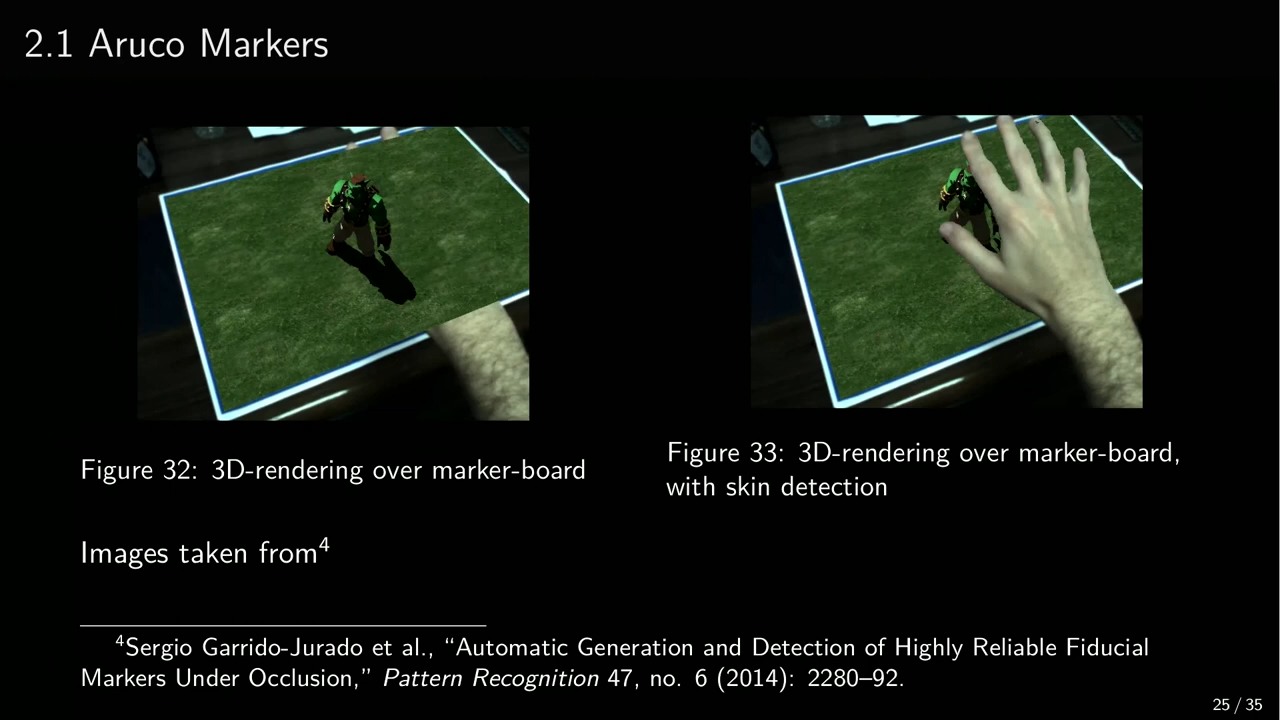 2.1 Aruco Markers
Figure 32: 3D-rendering over marker-board
Figure 33: 3D-rendering over marker-board,
with skin detection
Images taken from⁴
⁴Sergio Garrido-Jurado et al., “Automatic Generation and Detection of Highly Reliable Fiducial
Markers Under Occlusion,” Pattern Recognition 47, no. 6 (2014): 2280–92.
25 / 35